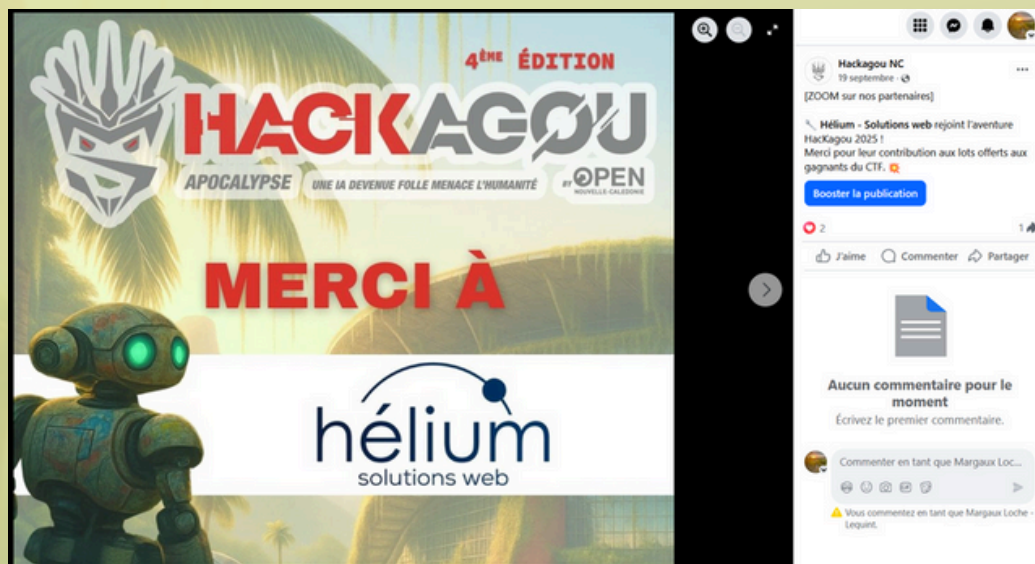 4ÈME ÉDITION
HACKAGOU
APOCALYPSE UNE IA DEVENUE FOLLE MENACE L'HUMANITÉ BY OPEN
NOUVELLE-CALEDONIE
MERCI À
hélium
solutions web
Hackagou NC
19 septembre ·
[ZOOM sur nos partenaires]
Hélium - Solutions web rejoint l'aventure
HacKagou 2025 !
Merci pour leur contribution aux lots offerts aux
gagnants du CTF.
Booster la publication
2
1
J'aime Commenter Partager
Aucun commentaire pour le
moment
Écrivez le premier commentaire.
Commenter en tant que Margaux Loc...
Vous commentez en tant que Margaux Loche -
Lequint.